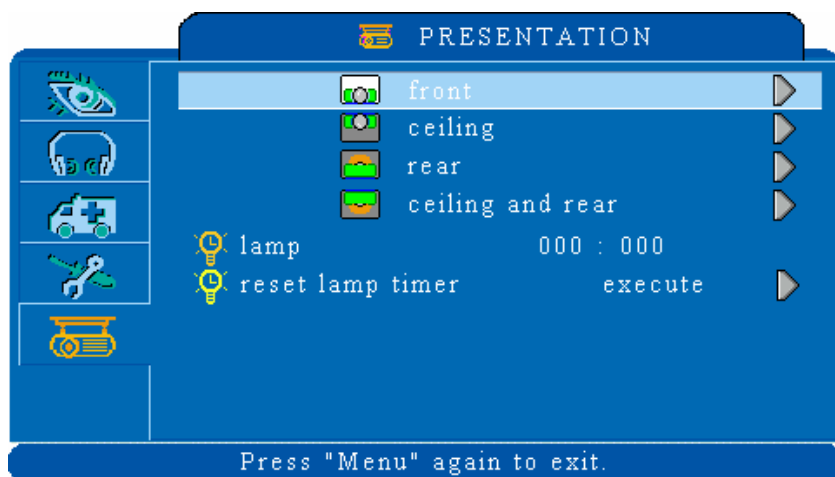 PRESENTATION
front
ceiling
rear
ceiling and rear
lamp 000 : 000
reset lamp timer execute
Press "Menu" again to exit.